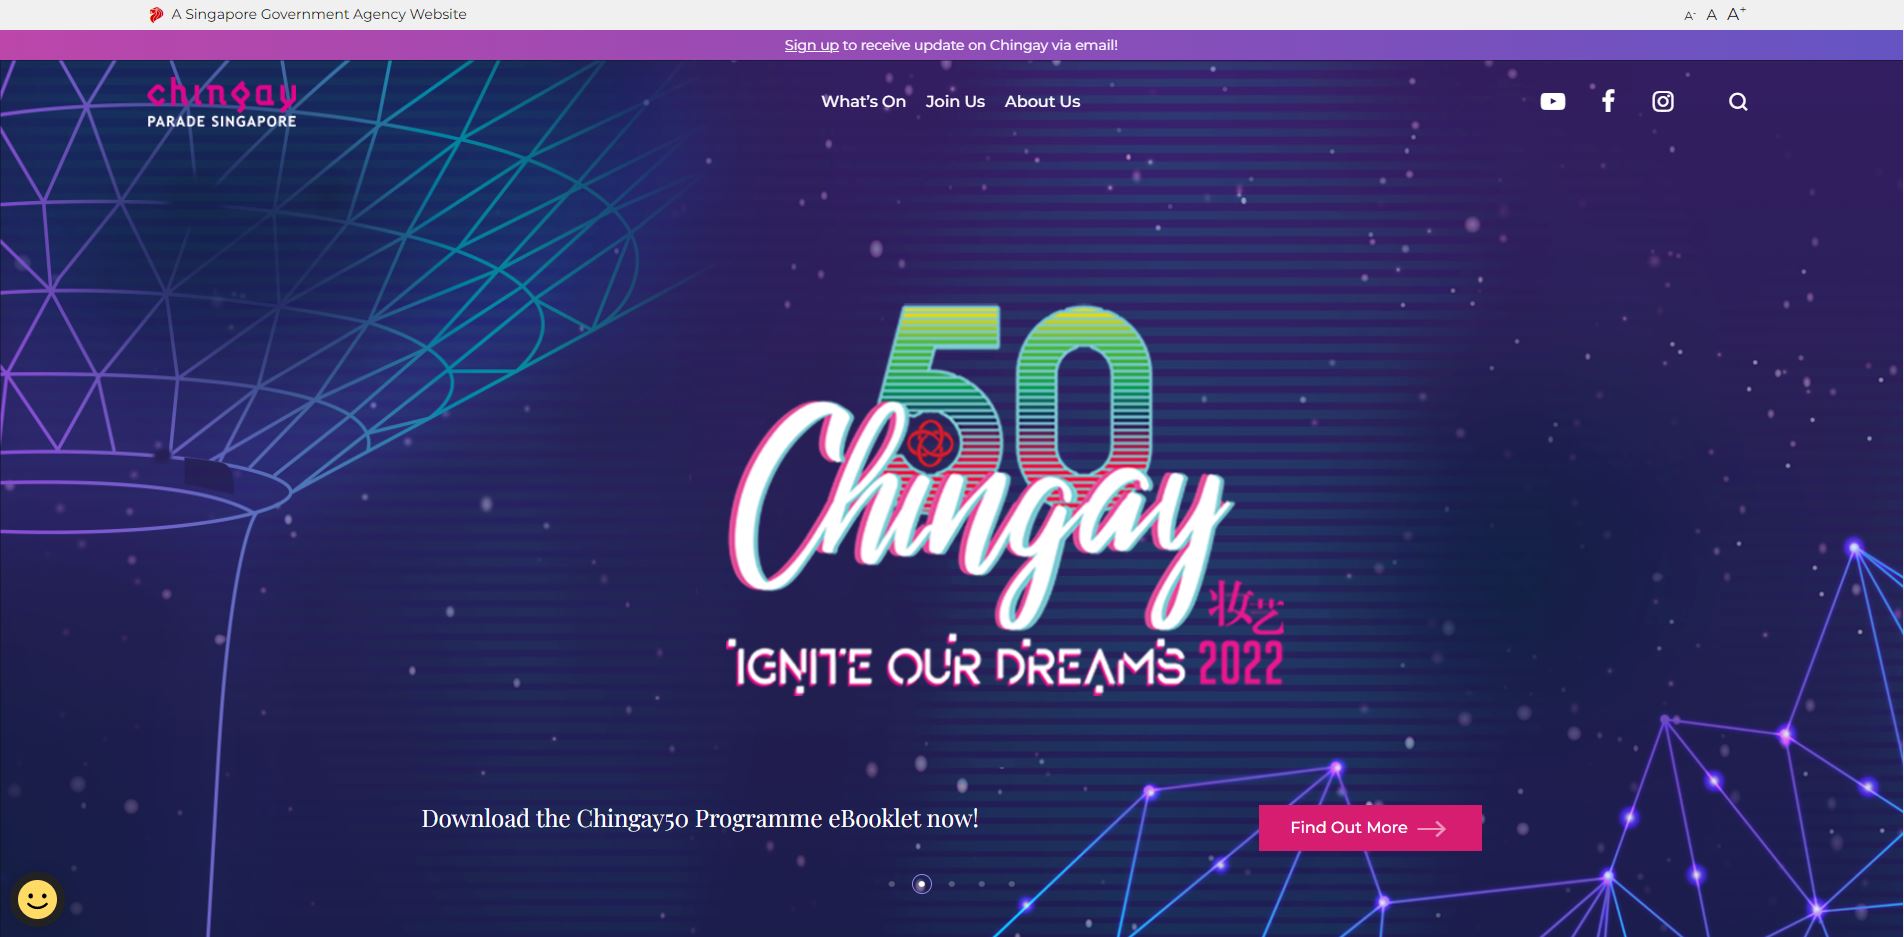 A Singapore Government Agency Website
A- A A+
Sign up to receive update on Chingay via email!
chingay
PARADE SINGAPORE
What's On Join Us About Us
50
Chingay
妆艺
IGNITE OUR DREAMS 2022
Download the Chingay50 Programme eBooklet now!
Find Out More